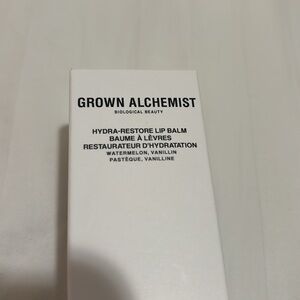 GROWN ALCHEMIST
BIOLOGICAL BEAUTY
HYDRA-RESTORE LIP BALM
BAUME À LÈVRES
RESTAURATEUR D'HYDRATATION
WATERMELON, VANILLIN
PASTÈQUE, VANILLINE